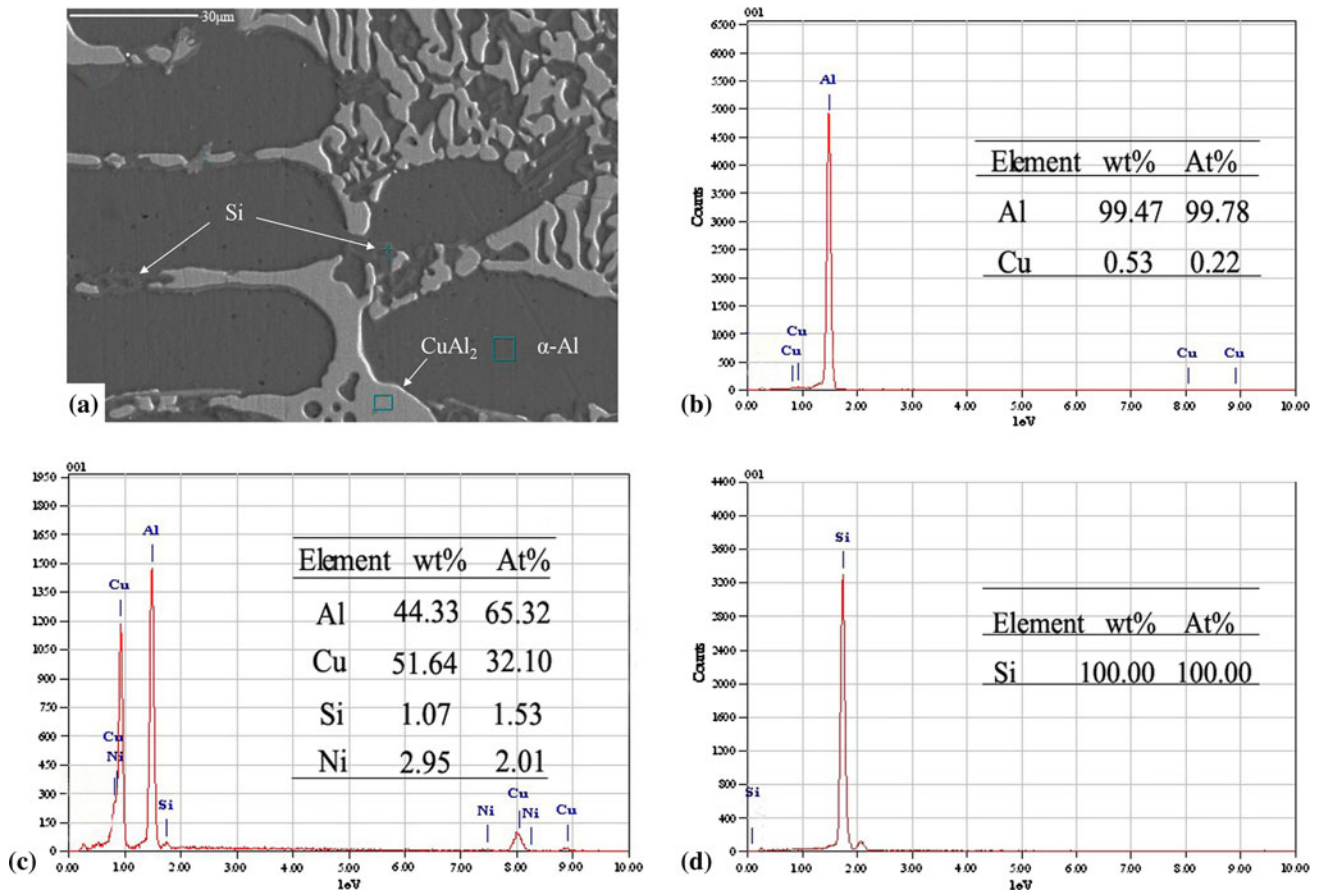 30μm
Si
CuAl₂
α-Al
(a)
001
6500
6000
5500
5000
4500
4000
3500
3000
2500
2000
1500
1000
500
0
Counts
Al
Cu
Cu
Cu
Cu
Element wt% At%
Al 99.47 99.78
Cu 0.53 0.22
0.00 1.00 2.00 3.00 4.00 5.00 6.00 7.00 8.00 9.00 10.00
keV
(b)
001
1950
1800
1650
1500
1350
1200
1050
900
750
600
450
300
150
0
Al
Cu
Cu
Ni
Si
Ni
Cu
Ni
Cu
Element wt% At%
Al 44.33 65.32
Cu 51.64 32.10
Si 1.07 1.53
Ni 2.95 2.01
0.00 1.00 2.00 3.00 4.00 5.00 6.00 7.00 8.00 9.00 10.00
keV
(c)
001
4400
4000
3600
3200
2800
2400
2000
1600
1200
800
400
0
Counts
Si
Si
Element wt% At%
Si 100.00 100.00
0.00 1.00 2.00 3.00 4.00 5.00 6.00 7.00 8.00 9.00 10.00
keV
(d)